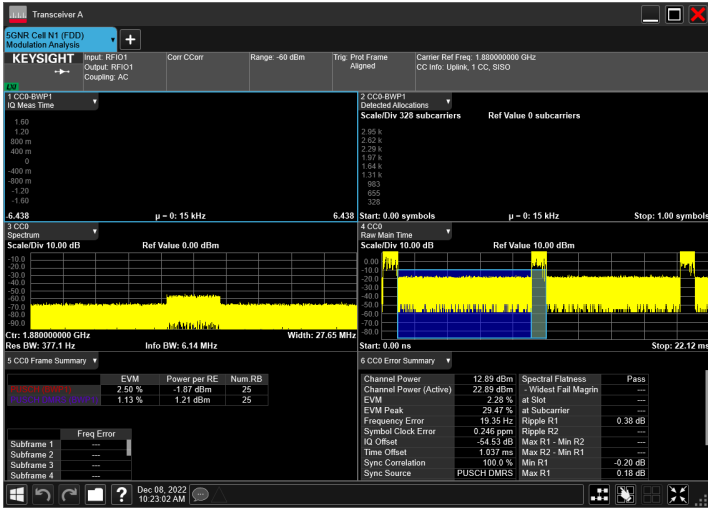 Transceiver A
5GNR Cell N1 (FDD)
Modulation Analysis
KEYSIGHT
Input: RFIO1
Output: RFIO1
Coupling: AC
Corr CCorr
Range: -60 dBm
Trig: Prot Frame
Aligned
Carrier Ref Freq: 1.880000000 GHz
CC Info: Uplink, 1 CC, SISO
1 CC0-BWP1
IQ Meas Time
1.60
1.20
800 m
400 m
0
-400 m
-800 m
-1.20
-1.60
-6.438
µ = 0: 15 kHz
6.438
2 CC0-BWP1
Detected Allocations
Scale/Div 328 subcarriers
Ref Value 0 subcarriers
2.95 k
2.62 k
2.29 k
1.97 k
1.64 k
1.31 k
983
655
328
Start: 0.00 symbols
µ = 0: 15 kHz
Stop: 1.00 symbols
3 CC0
Spectrum
Scale/Div 10.00 dB
Ref Value 0.00 dBm
-10.0
-20.0
-30.0
-40.0
-50.0
-60.0
-70.0
-80.0
-90.0
Ctr: 1.880000000 GHz
Width: 27.65 MHz
Res BW: 377.1 Hz
Info BW: 6.14 MHz
4 CC0
Raw Main Time
Scale/Div 10.00 dB
Ref Value 10.00 dBm
0.00
-10.0
-20.0
-30.0
-40.0
-50.0
-60.0
-70.0
-80.0
Start: 0.00 ns
Stop: 22.12 ms
5 CC0 Frame Summary
EVM
Power per RE
Num.RB
2.50 %
-1.87 dBm
25
1.13 %
1.21 dBm
25
Freq Error
Subframe 1 ---
Subframe 2 ---
Subframe 3 ---
Subframe 4 ---
6 CC0 Error Summary
Channel Power 12.89 dBm
Channel Power (Active) 22.89 dBm
EVM 2.28 %
EVM Peak 29.47 %
Frequency Error 19.35 Hz
Symbol Clock Error 0.246 ppm
IQ Offset -54.53 dB
Time Offset 1.037 ms
Sync Correlation 100.0 %
Sync Source PUSCH DMRS
Spectral Flatness Pass
- Widest Fail Magrin ---
at Slot ---
at Subcarrier ---
Ripple R1 0.38 dB
Ripple R2 ---
Max R1 - Min R2 ---
Max R2 - Min R1 ---
Min R1 -0.20 dB
Max R1 0.18 dB
Dec 08, 2022
10:23:02 AM